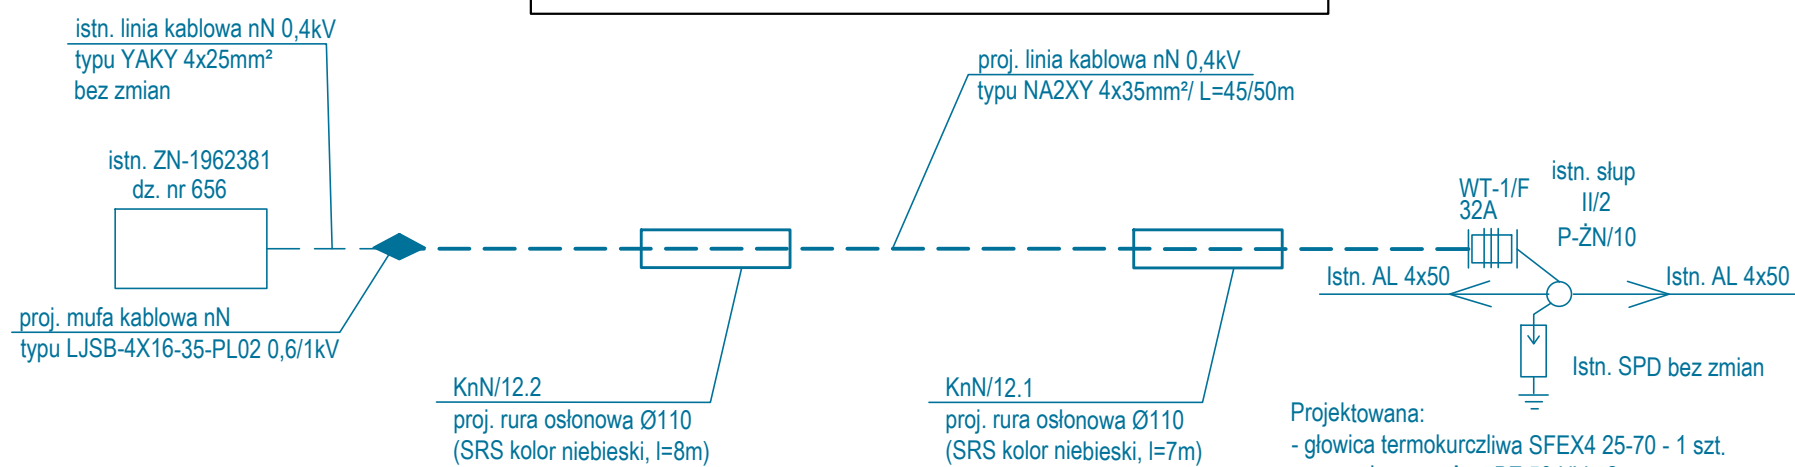 istn. linia kablowa nN 0,4kV
typu YAKY 4x25mm²
bez zmian
proj. linia kablowa nN 0,4kV
typu NA2XY 4x35mm²/ L=45/50m
istn. ZN-1962381
dz. nr 656
WT-1/F
32A
istn. słup
II/2
P-ŻN/10
Istn. AL 4x50
Istn. AL 4x50
proj. mufa kablowa nN
typu LJSB-4X16-35-PL02 0,6/1kV
Istn. SPD bez zmian
KnN/12.2
proj. rura osłonowa Ø110
(SRS kolor niebieski, l=8m)
KnN/12.1
proj. rura osłonowa Ø110
(SRS kolor niebieski, l=7m)
Projektowana:
- głowica termokurczliwa SFEX4 25-70 - 1 szt.